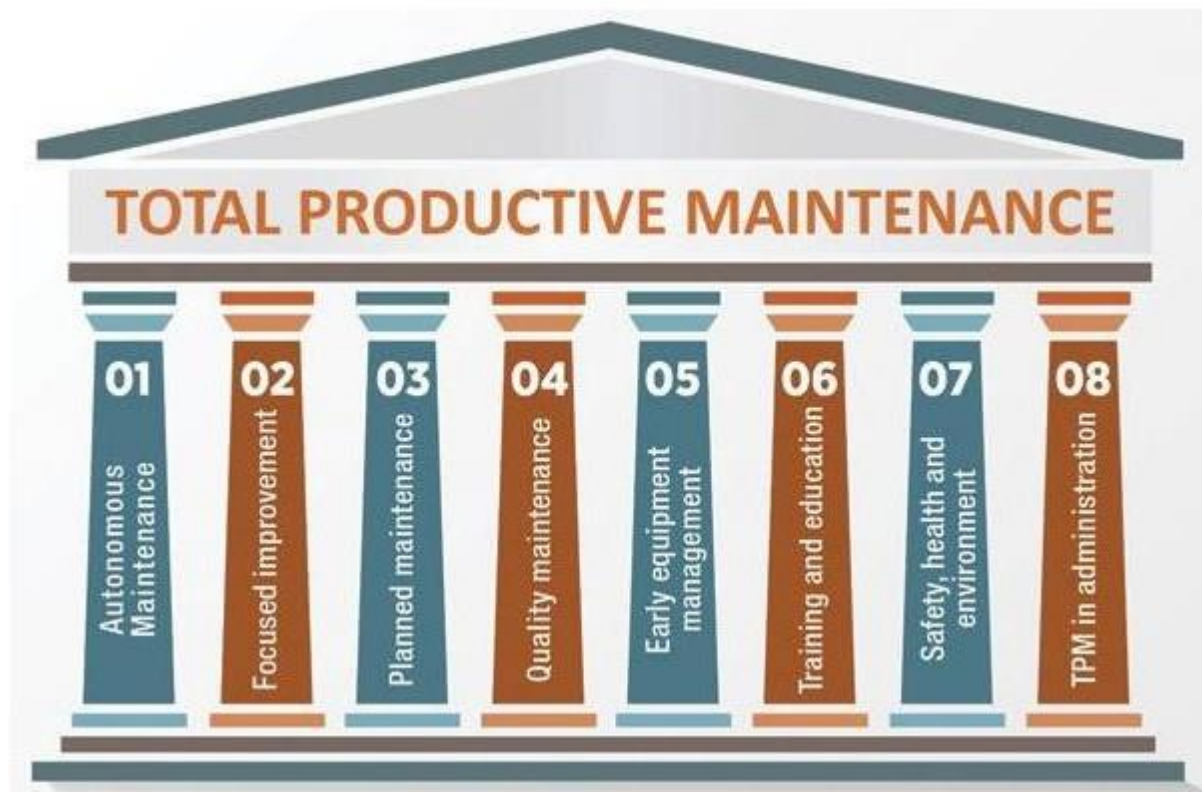 TOTAL PRODUCTIVE MAINTENANCE
01
Autonomous
Maintenance
02
Focused improvement
03
Planned maintenance
04
Quality maintenance
05
Early equipment
management
06
Training and education
07
Safety, health and
environment
08
TPM in administration